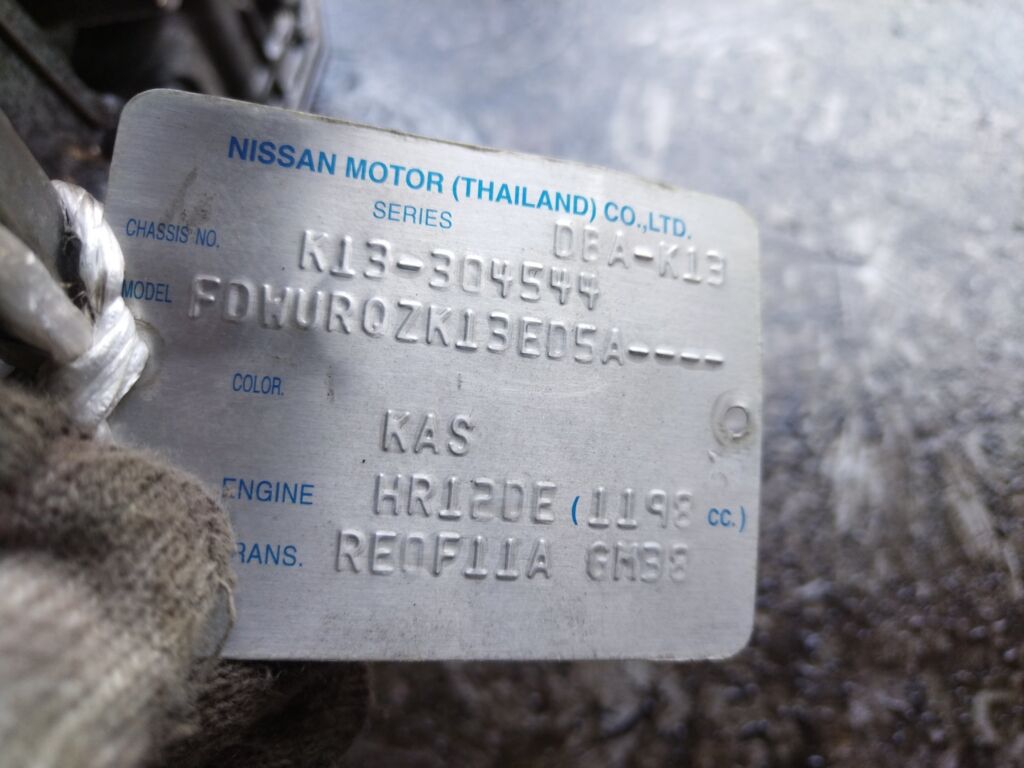 NISSAN MOTOR (THAILAND) CO.,LTD.
SERIES DBA-K13
CHASSIS NO. K13-304544
MODEL FDWURQZK13EDSA----
COLOR.
KAS
ENGINE HR12DE (1198 cc.)
RANS. RE0F11A GM38